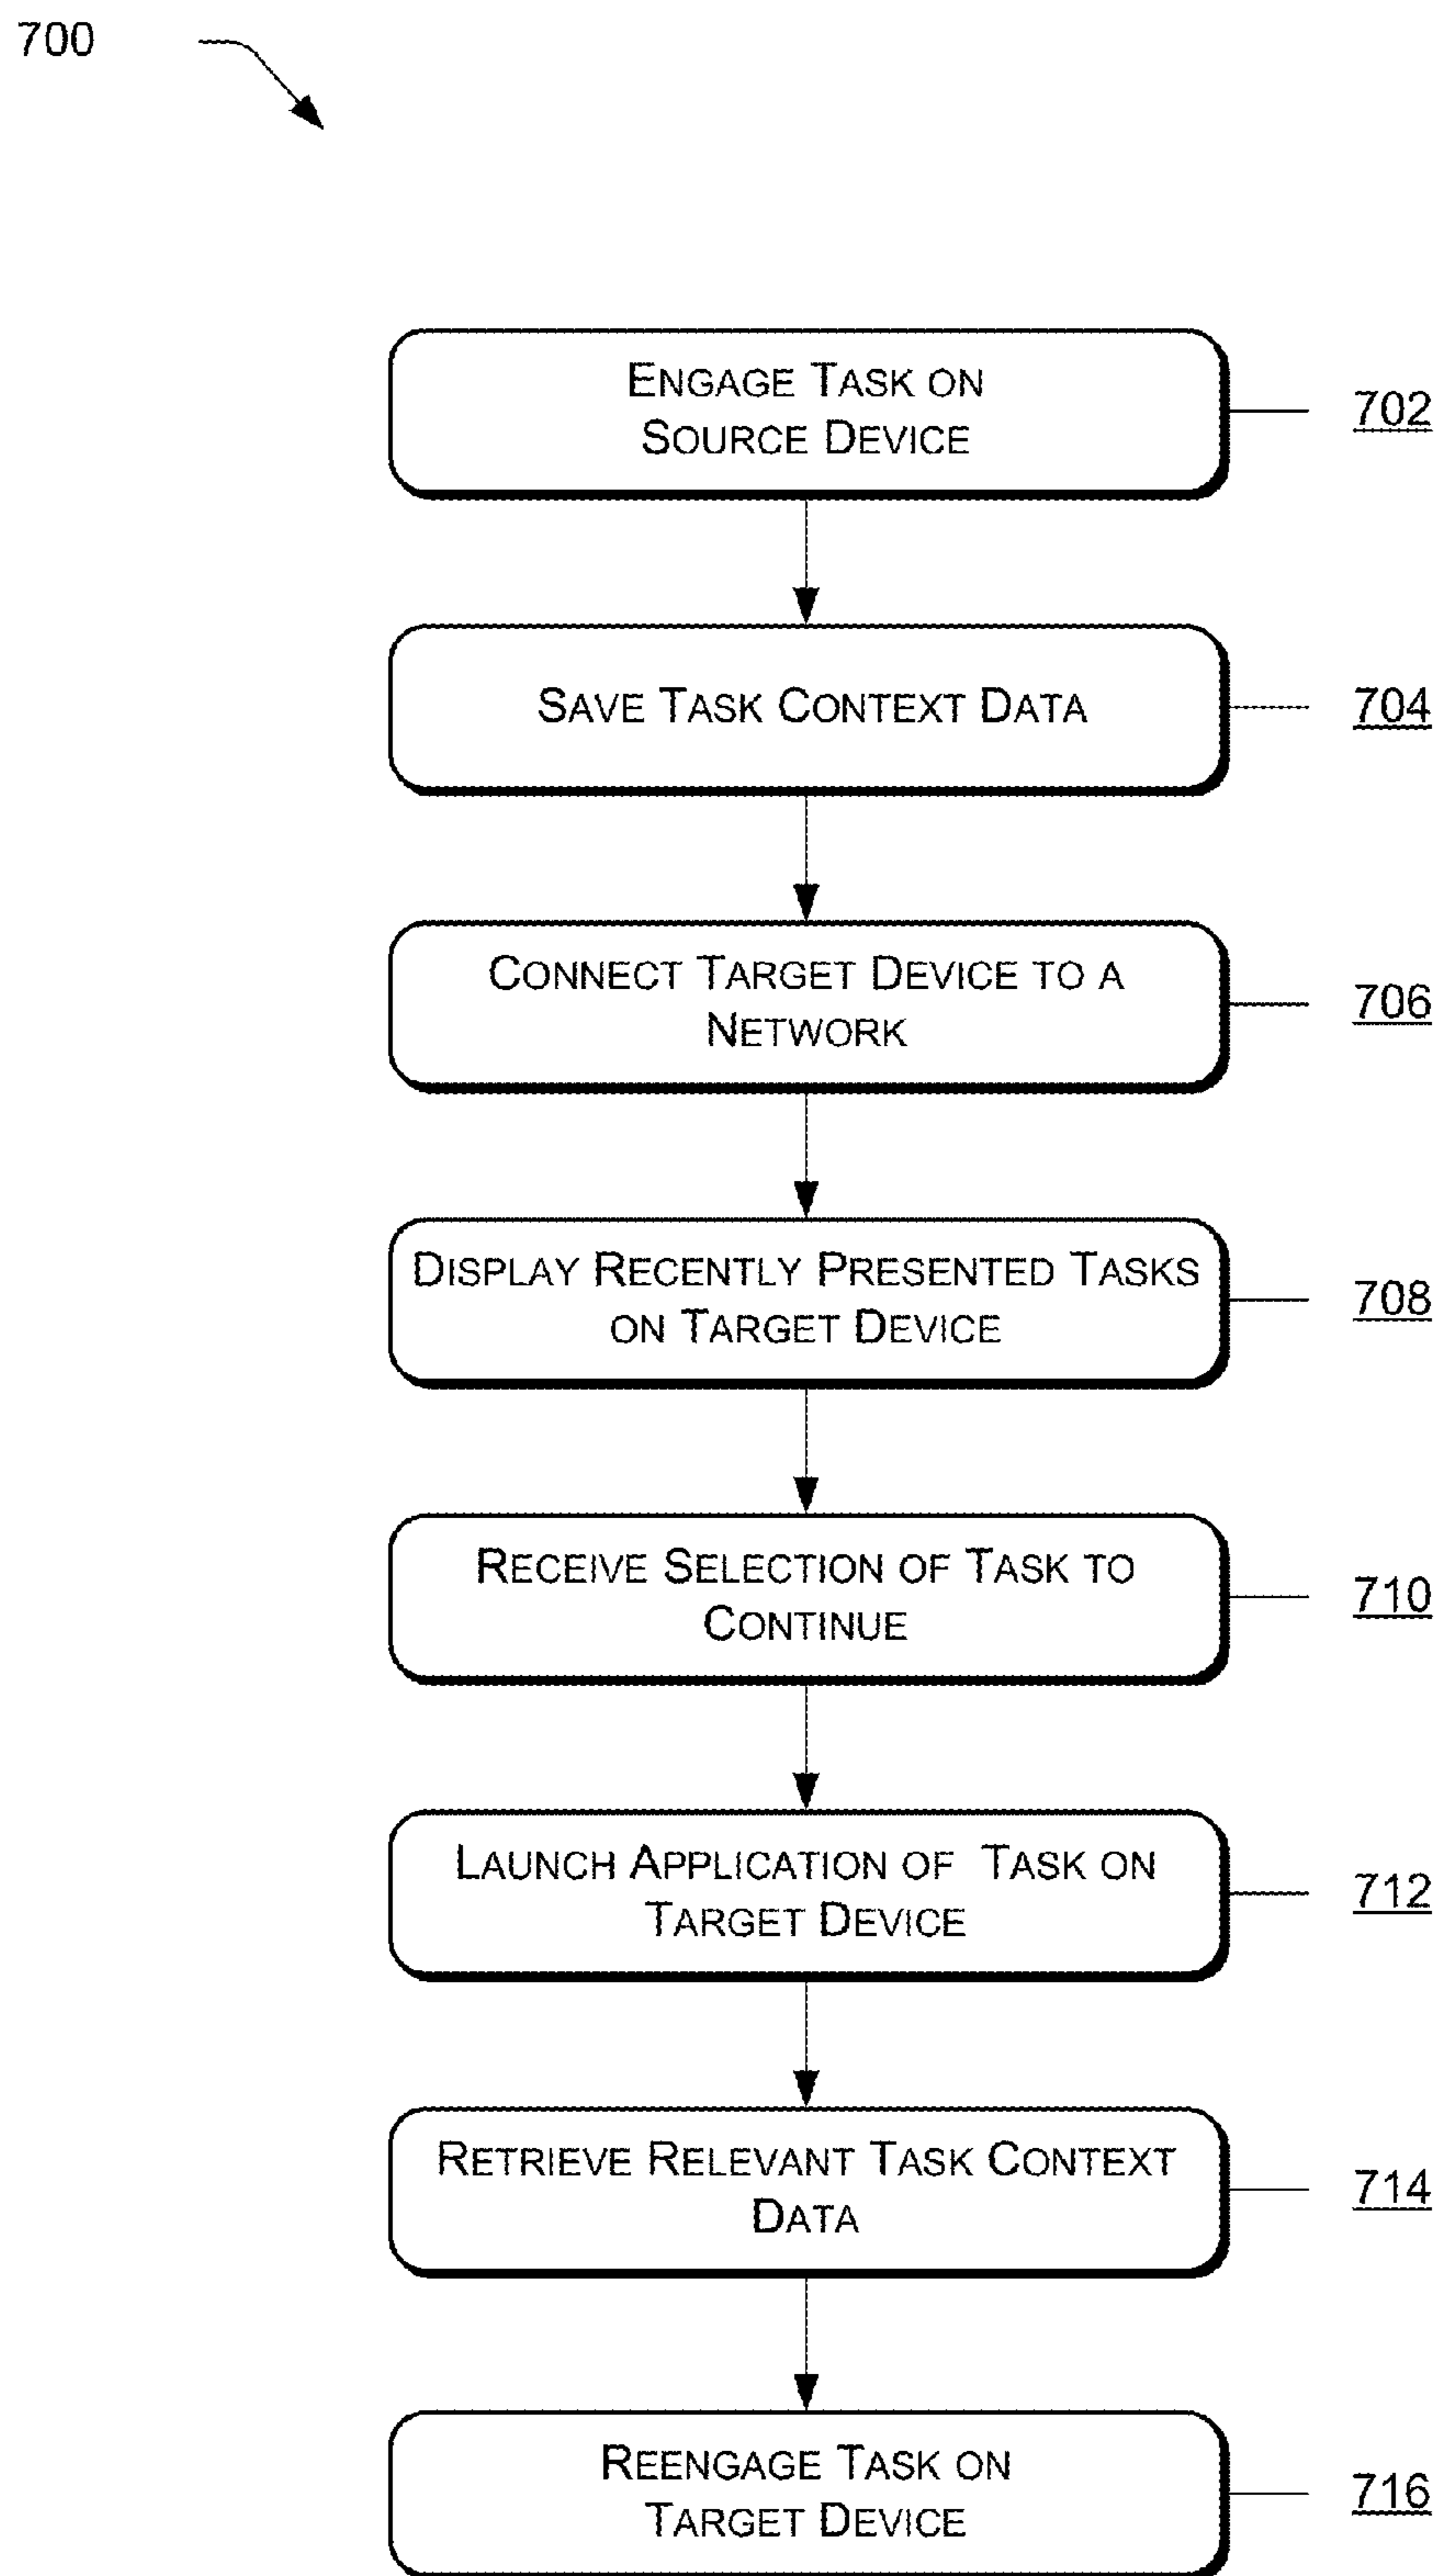 700
ENGAGE TASK ON
SOURCE DEVICE
702
SAVE TASK CONTEXT DATA
704
CONNECT TARGET DEVICE TO A
NETWORK
706
DISPLAY RECENTLY PRESENTED TASKS
ON TARGET DEVICE
708
RECEIVE SELECTION OF TASK TO
CONTINUE
710
LAUNCH APPLICATION OF TASK ON
TARGET DEVICE
712
RETRIEVE RELEVANT TASK CONTEXT
DATA
714
REENGAGE TASK ON
TARGET DEVICE
716